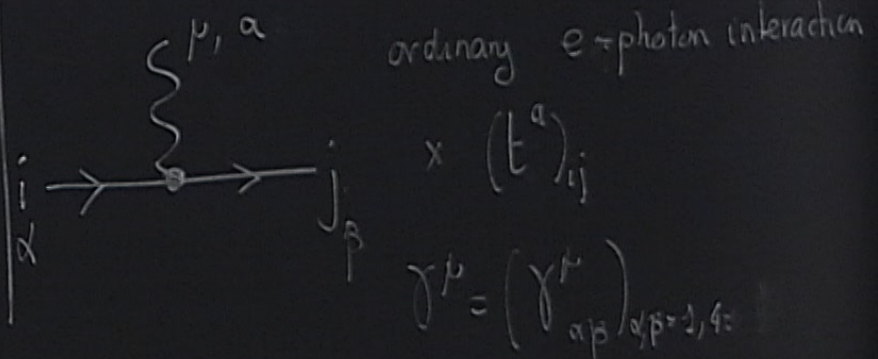 μ, a
ordinary e-photon interaction
i j × (t^a)_ij
α β
γ^μ = (γ^μ_αβ)_α,β=1,4